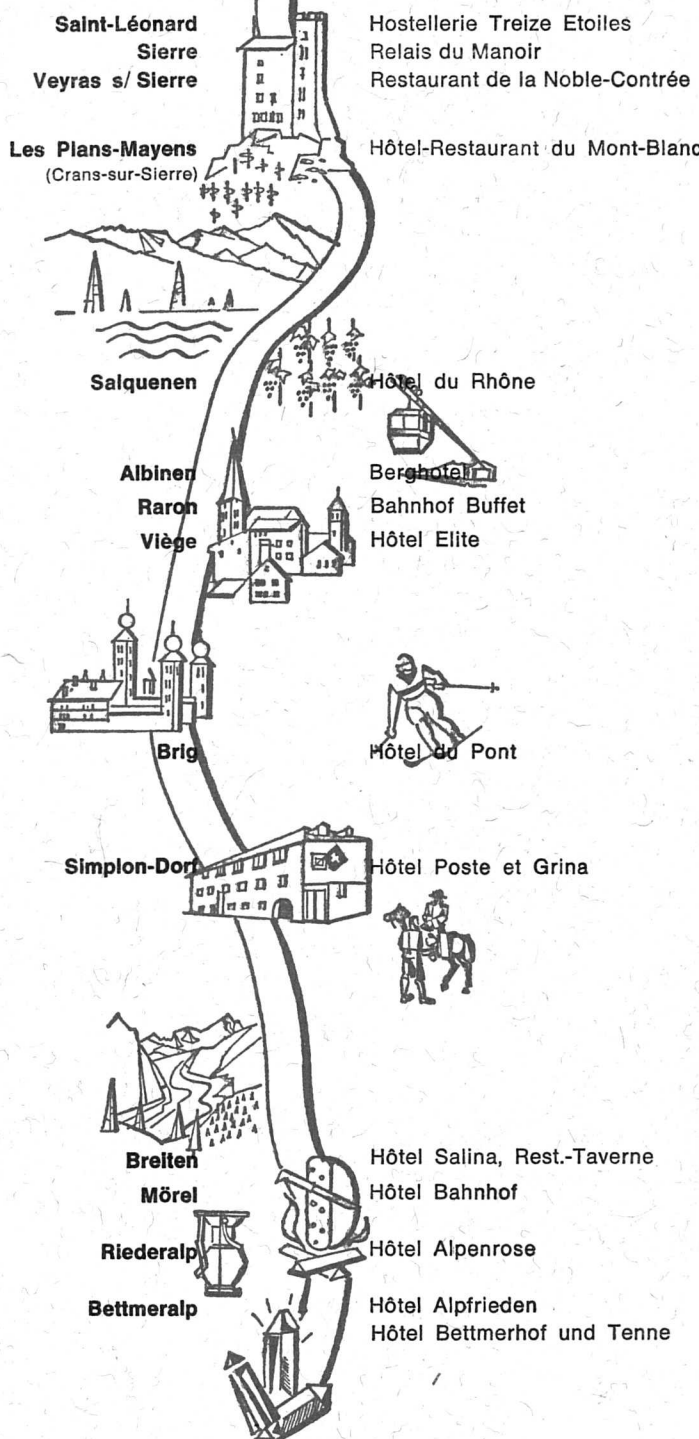 Saint-Léonard Hostellerie Treize Etoiles
Sierre Relais du Manoir
Veyras s/ Sierre Restaurant de la Noble-Contrée
Les Plans-Mayens Hôtel-Restaurant du Mont-Blanc
(Crans-sur-Sierre)
Salquenen Hôtel du Rhône
Albinen Berghotel
Raron Bahnhof Buffet
Viège Hôtel Elite
Brig Hôtel du Pont
Simplon-Dorf Hôtel Poste et Grina
Breiten Hôtel Salina, Rest.-Taverne
Mörel Hôtel Bahnhof
Riederalp Hôtel Alpenrose
Bettmeralp Hôtel Alpfrieden
Hôtel Bettmerhof und Tenne